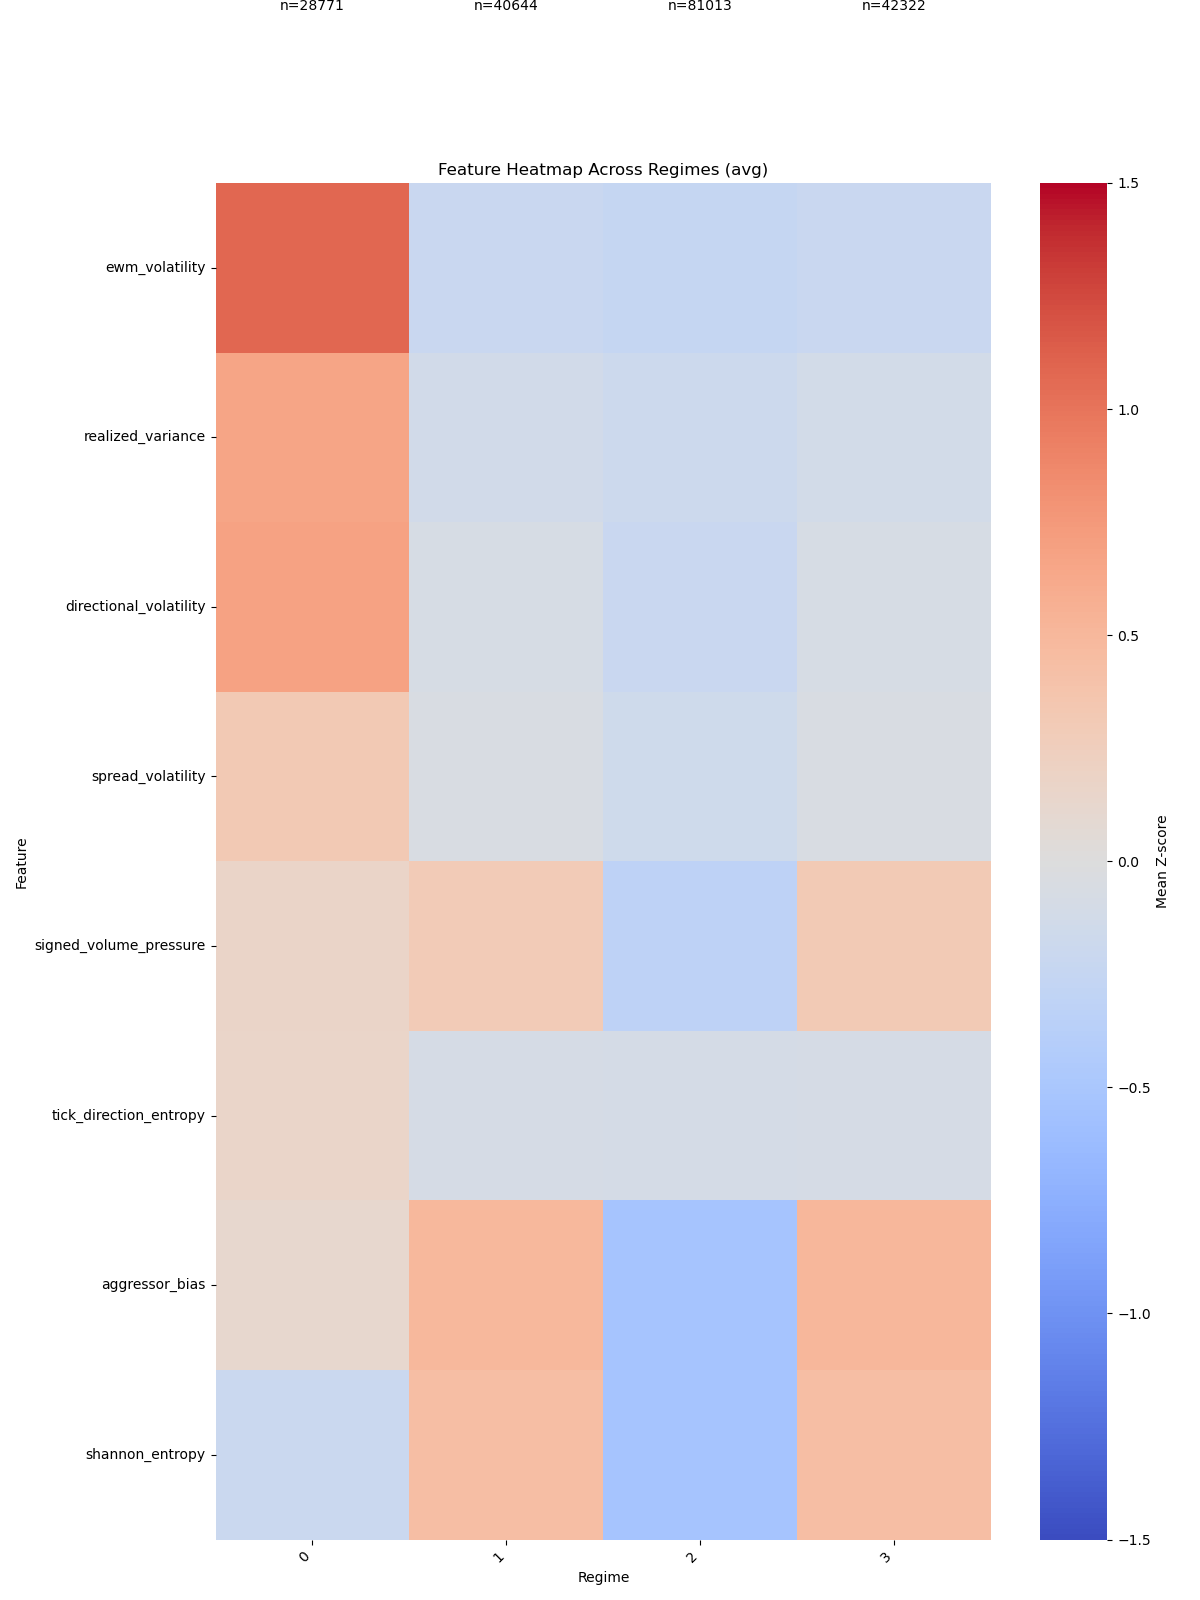 n=28771 n=40644 n=81013 n=42322
Feature Heatmap Across Regimes (avg)
ewm_volatility
realized_variance
directional_volatility
spread_volatility
signed_volume_pressure
tick_direction_entropy
aggressor_bias
shannon_entropy
Feature
0 1 2 3
Regime
1.5
1.0
0.5
0.0
−0.5
−1.0
−1.5
Mean Z-score